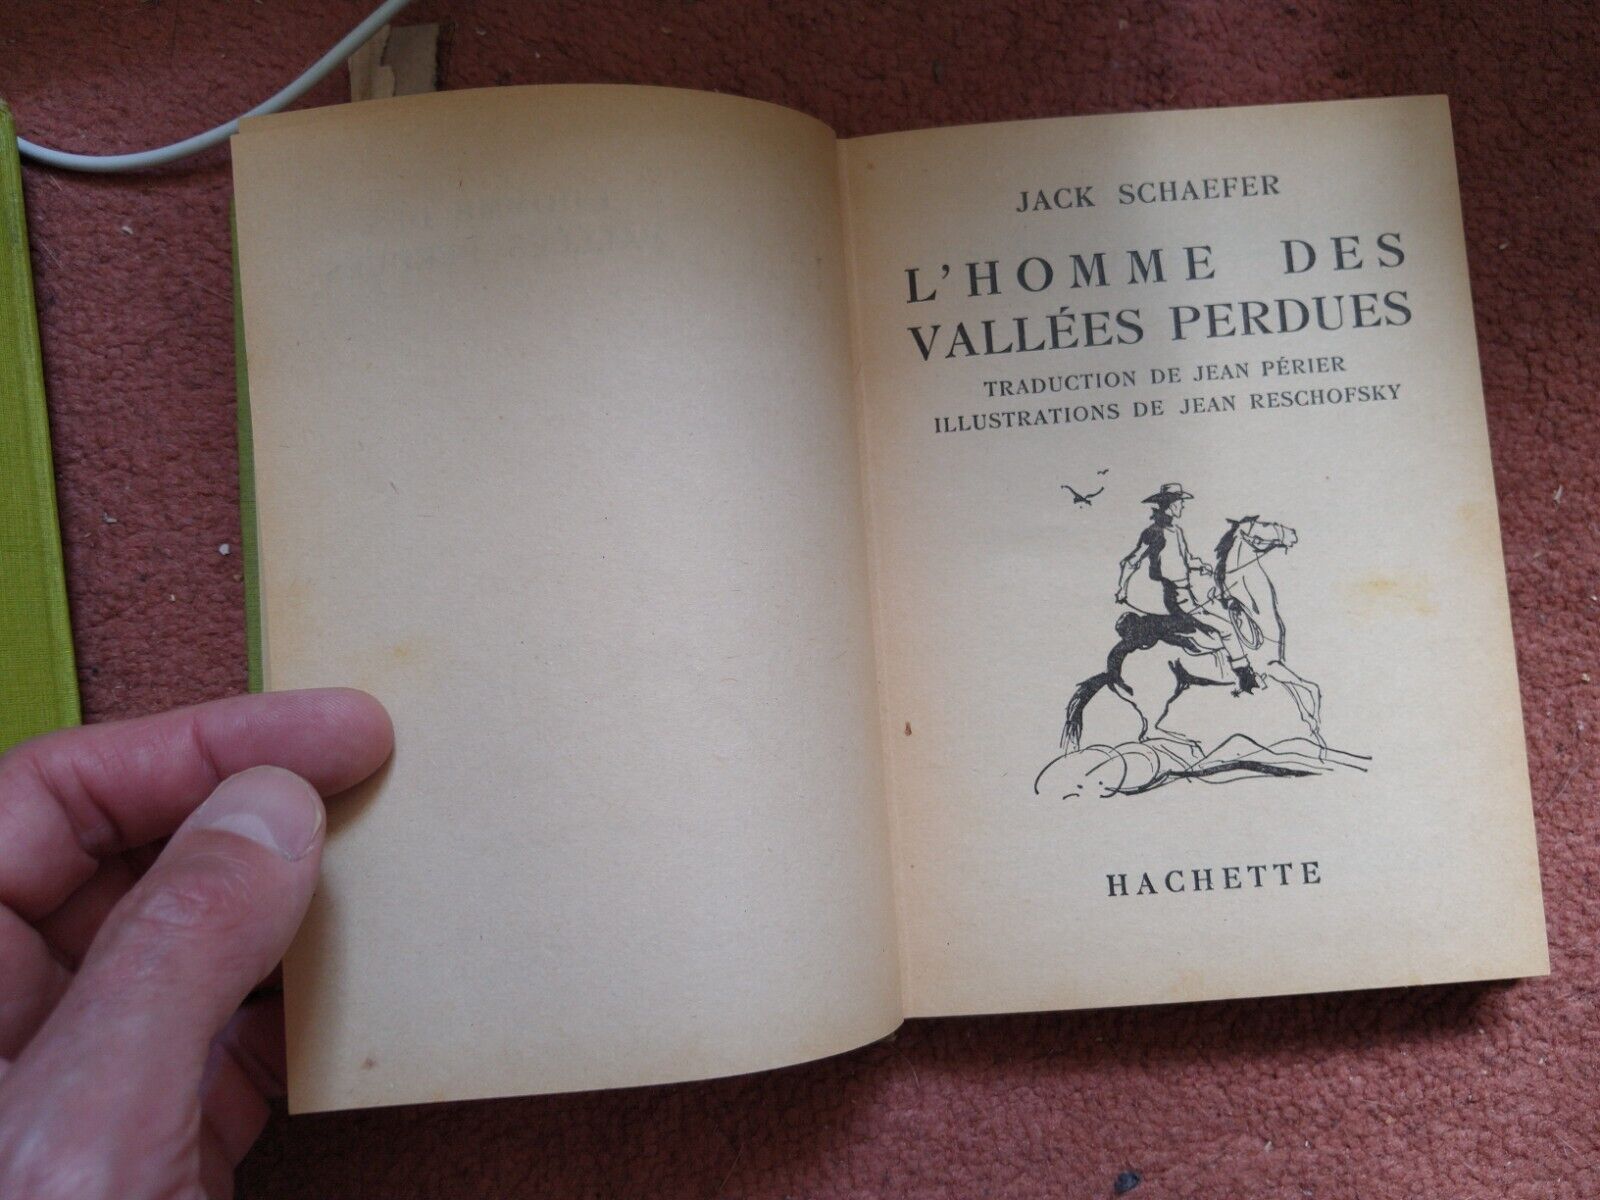 JACK SCHAEFER
L'HOMME DES
VALLÉES PERDUES
TRADUCTION DE JEAN PÉRIER
ILLUSTRATIONS DE JEAN RESCHOFSKY
HACHETTE